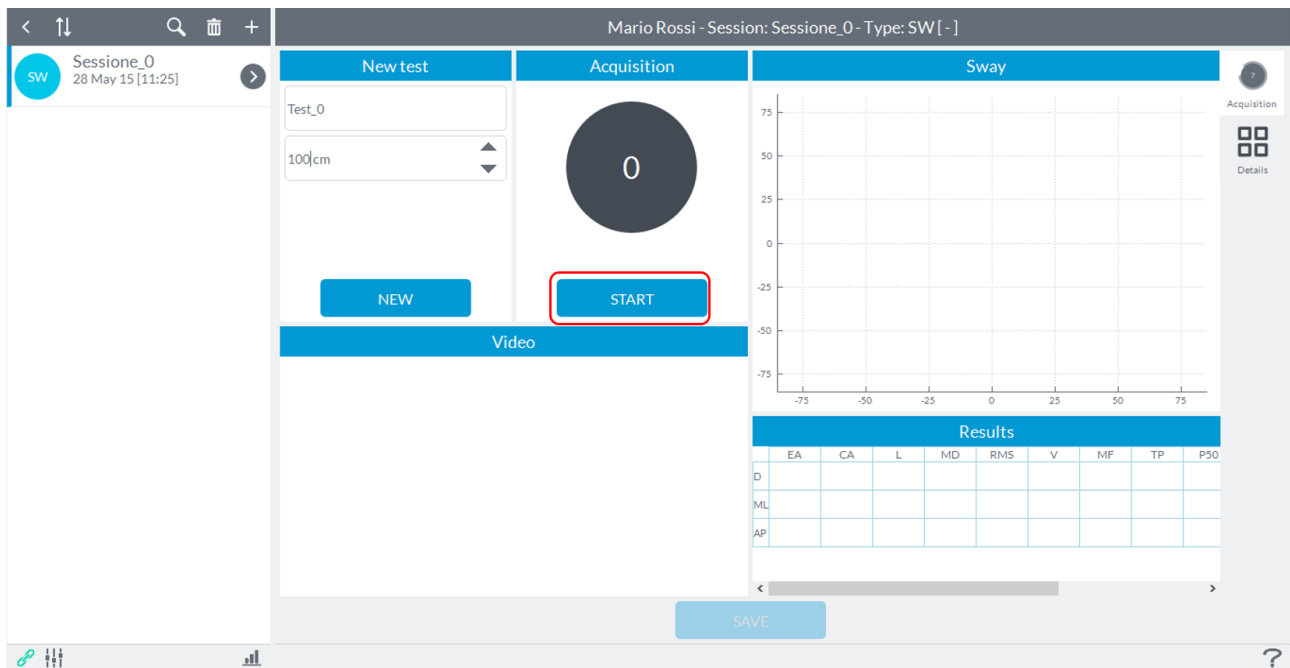 Mario Rossi - Session: Sessione_0 - Type: SW [ - ]
SW
Sessione_0
28 May 15 [11:25]
New test
Test_0
100cm
NEW
Acquisition
0
START
Video
Sway
75
50
25
0
-25
-50
-75
-75 -50 -25 0 25 50 75
Results
EA CA L MD RMS V MF TP P50
D
ML
AP
SAVE
7
Acquisition
Details
?